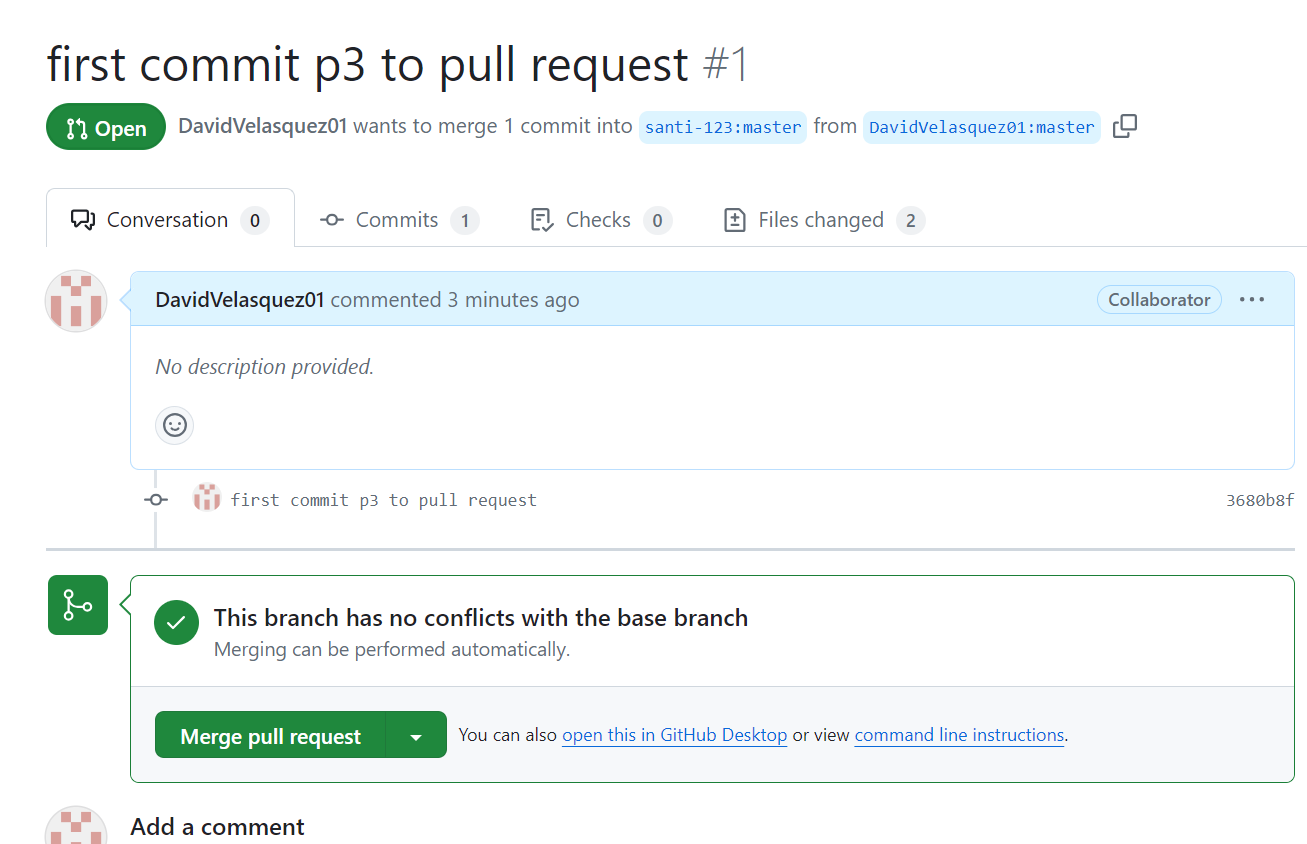 first commit p3 to pull request #1
Open DavidVelasquez01 wants to merge 1 commit into santi-123:master from DavidVelasquez01:master
Conversation 0 Commits 1 Checks 0 Files changed 2
DavidVelasquez01 commented 3 minutes ago Collaborator
No description provided.
first commit p3 to pull request 3680b8f
This branch has no conflicts with the base branch
Merging can be performed automatically.
Merge pull request You can also open this in GitHub Desktop or view command line instructions.
Add a comment